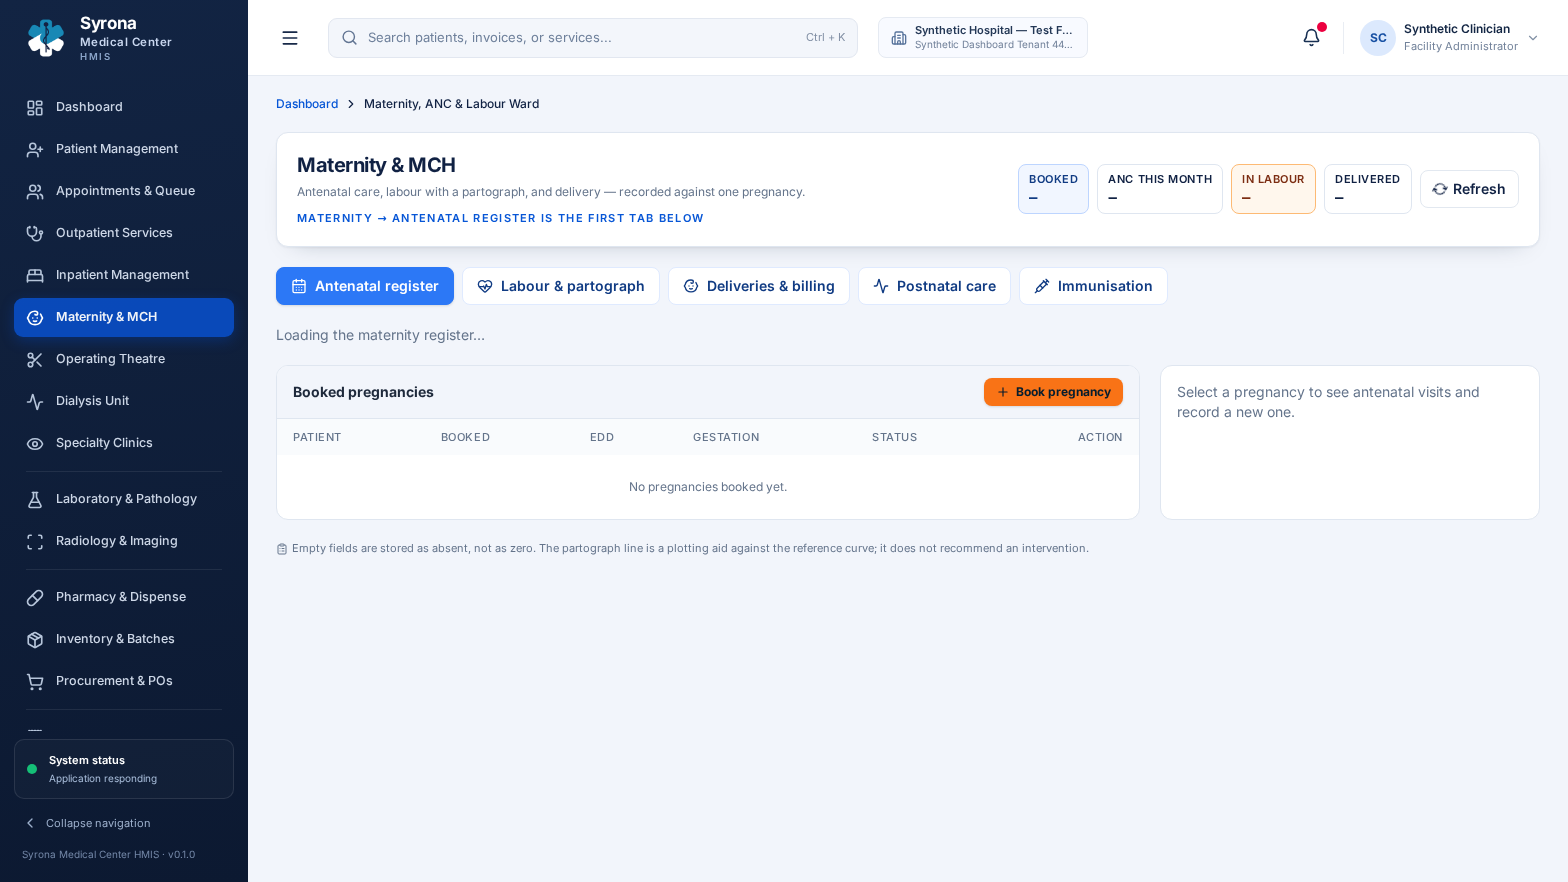 Syrona
Medical Center
HMIS
Search patients, invoices, or services...
Ctrl + K
Synthetic Hospital — Test F...
Synthetic Dashboard Tenant 44...
SC
Synthetic Clinician
Facility Administrator
Dashboard
Patient Management
Appointments & Queue
Outpatient Services
Inpatient Management
Maternity & MCH
Operating Theatre
Dialysis Unit
Specialty Clinics
Laboratory & Pathology
Radiology & Imaging
Pharmacy & Dispense
Inventory & Batches
Procurement & POs
System status
Application responding
Collapse navigation
Syrona Medical Center HMIS · v0.1.0
Dashboard > Maternity, ANC & Labour Ward
Maternity & MCH
Antenatal care, labour with a partograph, and delivery — recorded against one pregnancy.
MATERNITY → ANTENATAL REGISTER IS THE FIRST TAB BELOW
BOOKED
–
ANC THIS MONTH
–
IN LABOUR
–
DELIVERED
–
Refresh
Antenatal register
Labour & partograph
Deliveries & billing
Postnatal care
Immunisation
Loading the maternity register...
Booked pregnancies
Book pregnancy
PATIENT BOOKED EDD GESTATION STATUS ACTION
No pregnancies booked yet.
Select a pregnancy to see antenatal visits and
record a new one.
Empty fields are stored as absent, not as zero. The partograph line is a plotting aid against the reference curve; it does not recommend an intervention.